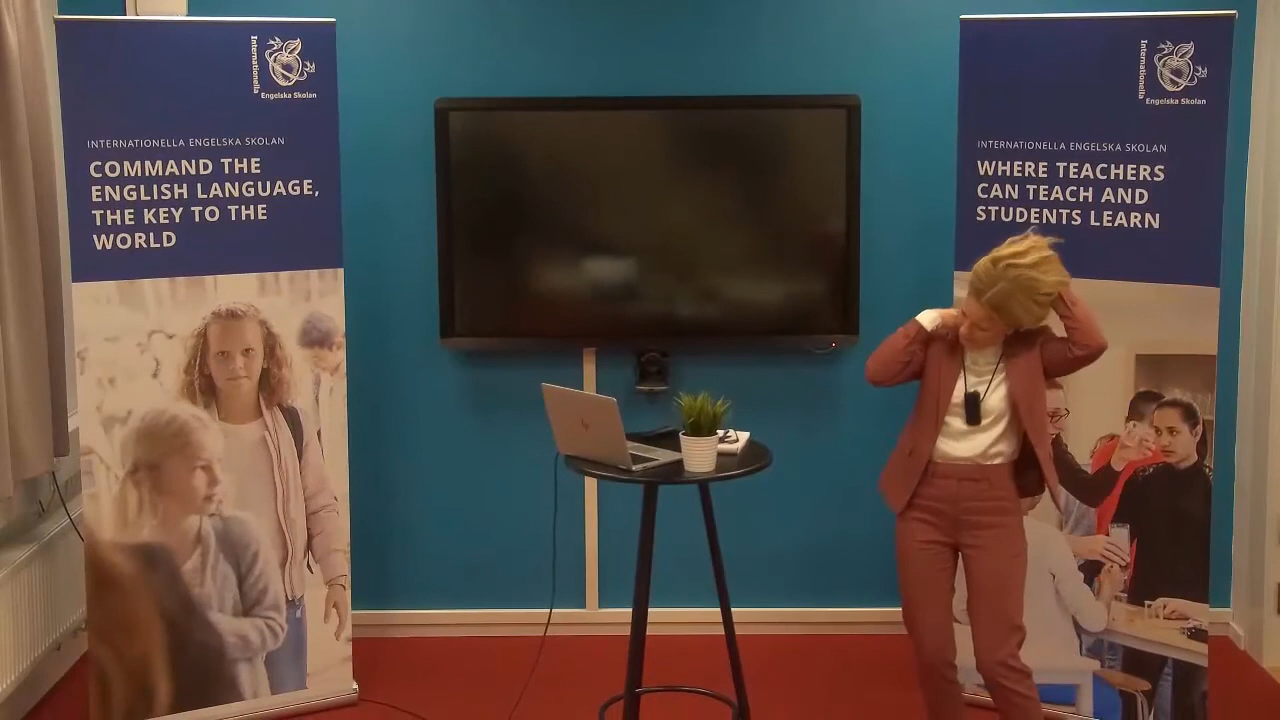 Internationella
Engelska Skolan
INTERNATIONELLA ENGELSKA SKOLAN
COMMAND THE
ENGLISH LANGUAGE,
THE KEY TO THE
WORLD
Internationella
Engelska Skolan
INTERNATIONELLA ENGELSKA SKOLAN
WHERE TEACHERS
CAN TEACH AND
STUDENTS LEARN